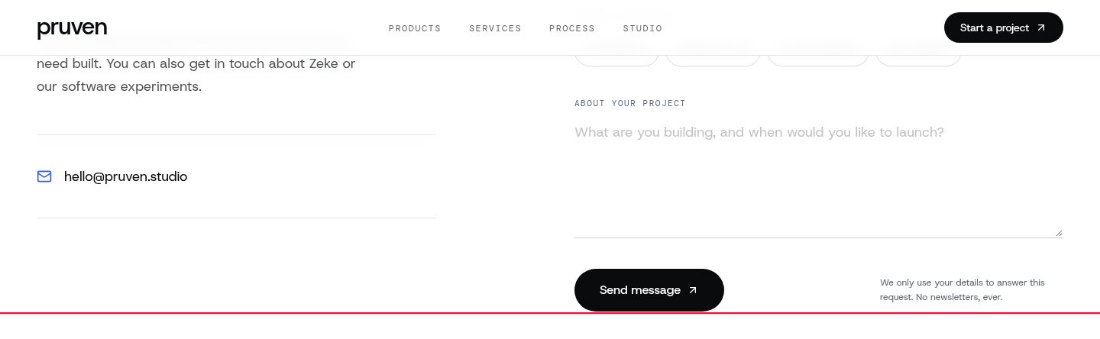 pruven
PRODUCTS
SERVICES
PROCESS
STUDIO
Start a project
need built. You can also get in touch about Zeke or
our software experiments.
hello@pruven.studio
ABOUT YOUR PROJECT
What are you building, and when would you like to launch?
Send message
We only use your details to answer this
request. No newsletters, ever.